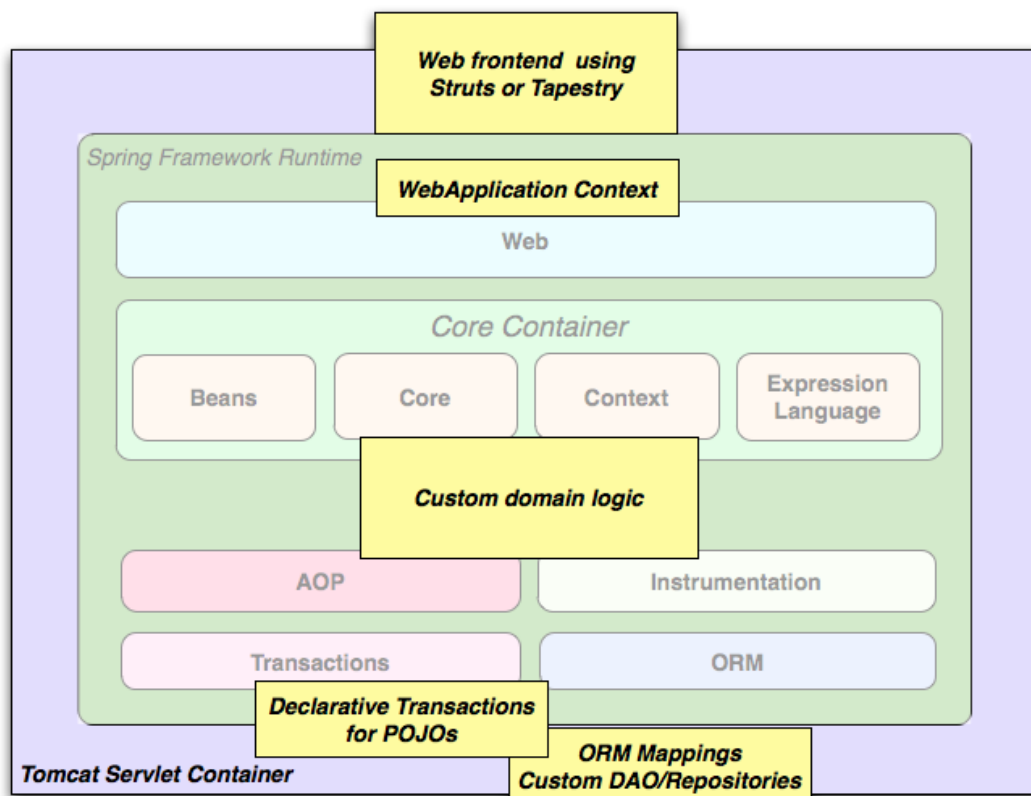 Web frontend using
Struts or Tapestry
Spring Framework Runtime
WebApplication Context
Web
Core Container
Beans
Core
Context
Expression
Language
Custom domain logic
AOP
Instrumentation
Transactions
ORM
Declarative Transactions
for POJOs
ORM Mappings
Custom DAO/Repositories
Tomcat Servlet Container